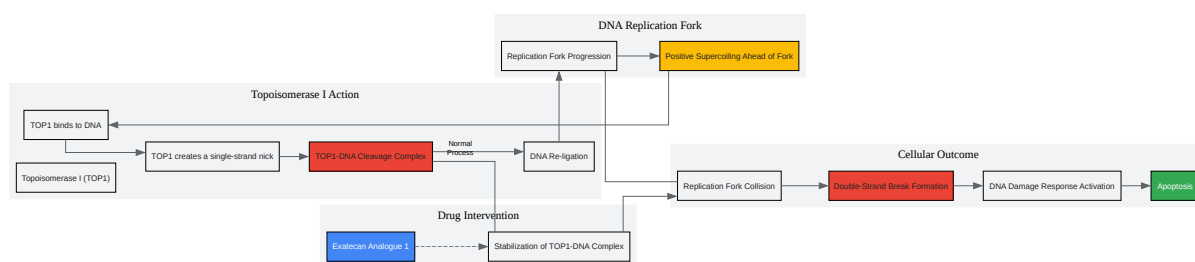 DNA Replication Fork
Replication Fork Progression
Positive Supercoiling Ahead of Fork
Topoisomerase I Action
TOP1 binds to DNA
Topoisomerase I (TOP1)
TOP1 creates a single-strand nick
TOP1-DNA Cleavage Complex
Normal
Process
DNA Re-ligation
Drug Intervention
Exatecan Analogue 1
Stabilization of TOP1-DNA Complex
Cellular Outcome
Replication Fork Collision
Double-Strand Break Formation
DNA Damage Response Activation
Apoptosis